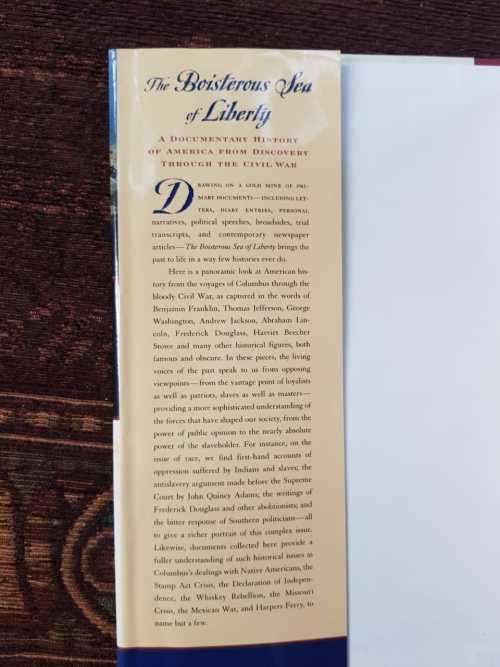 The Boisterous Sea
of Liberty
A DOCUMENTARY HISTORY
OF AMERICA FROM DISCOVERY
THROUGH THE CIVIL WAR
DRAWING ON A GOLD MINE OF PRI-
MARY DOCUMENTS—INCLUDING LET-
TERS, DIARY ENTRIES, PERSONAL
narratives, political speeches, broadsides, trial
transcripts, and contemporary newspaper
articles—The Boisterous Sea of Liberty brings the
past to life in a way few histories ever do.
Here is a panoramic look at American his-
tory from the voyages of Columbus through the
bloody Civil War, as captured in the words of
Benjamin Franklin, Thomas Jefferson, George
Washington, Andrew Jackson, Abraham Lin-
coln, Frederick Douglass, Harriet Beecher
Stowe and many other historical figures, both
famous and obscure. In these pieces, the living
voices of the past speak to us from opposing
viewpoints—from the vantage point of loyalists
as well as patriots, slaves as well as masters—
providing a more sophisticated understanding of
the forces that have shaped our society, from the
power of public opinion to the nearly absolute
power of the slaveholder. For instance, on the
issue of race, we find first-hand accounts of
oppression suffered by Indians and slaves; the
antislavery argument made before the Supreme
Court by John Quincy Adams; the writings of
Frederick Douglass and other abolitionists; and
the bitter response of Southern politicians—all
to give a richer portrait of this complex issue.
Likewise, documents collected here provide a
fuller understanding of such historical issues as
Columbus's dealings with Native Americans, the
Stamp Act Crisis, the Declaration of Indepen-
dence, the Whiskey Rebellion, the Missouri
Crisis, the Mexican War, and Harpers Ferry, to
name but a few.